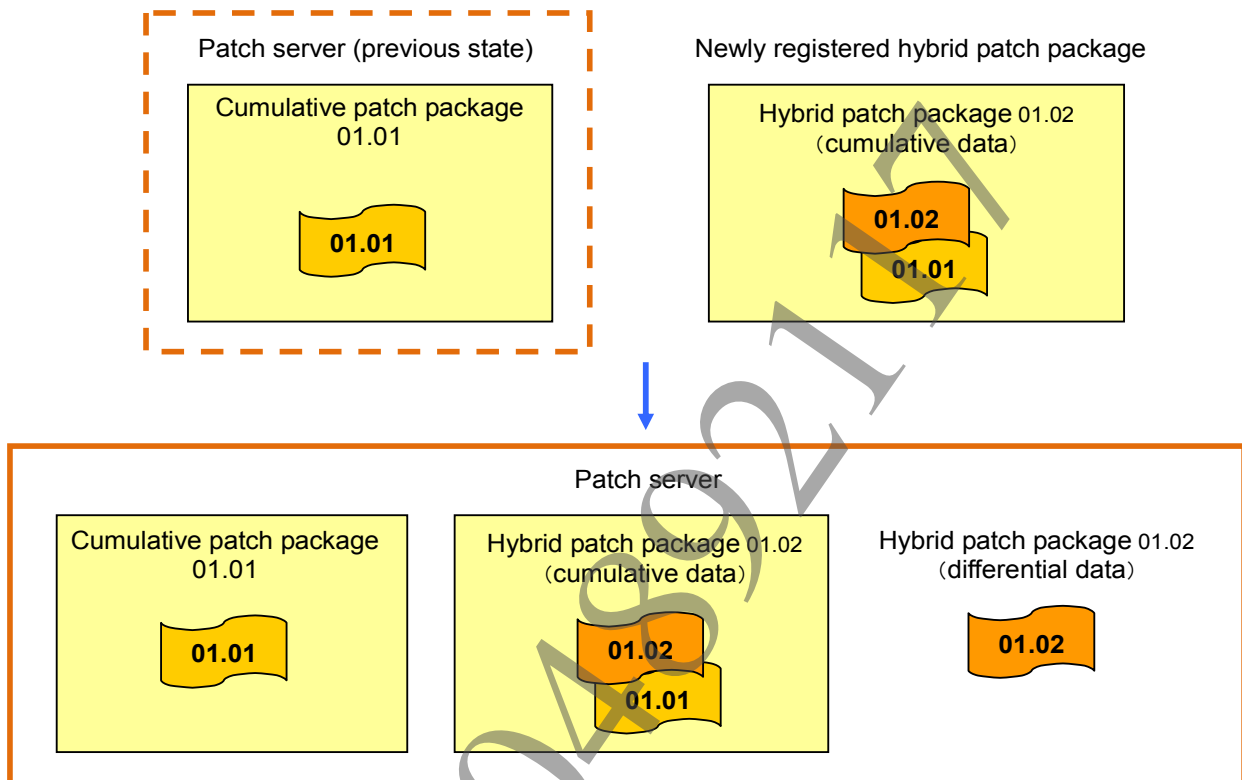 Patch server (previous state)
Cumulative patch package
01.01
01.01
Newly registered hybrid patch package
Hybrid patch package 01.02
（cumulative data）
01.02
01.01
Patch server
Cumulative patch package
01.01
01.01
Hybrid patch package 01.02
（cumulative data）
01.02
01.01
Hybrid patch package 01.02
（differential data）
01.02
04892117